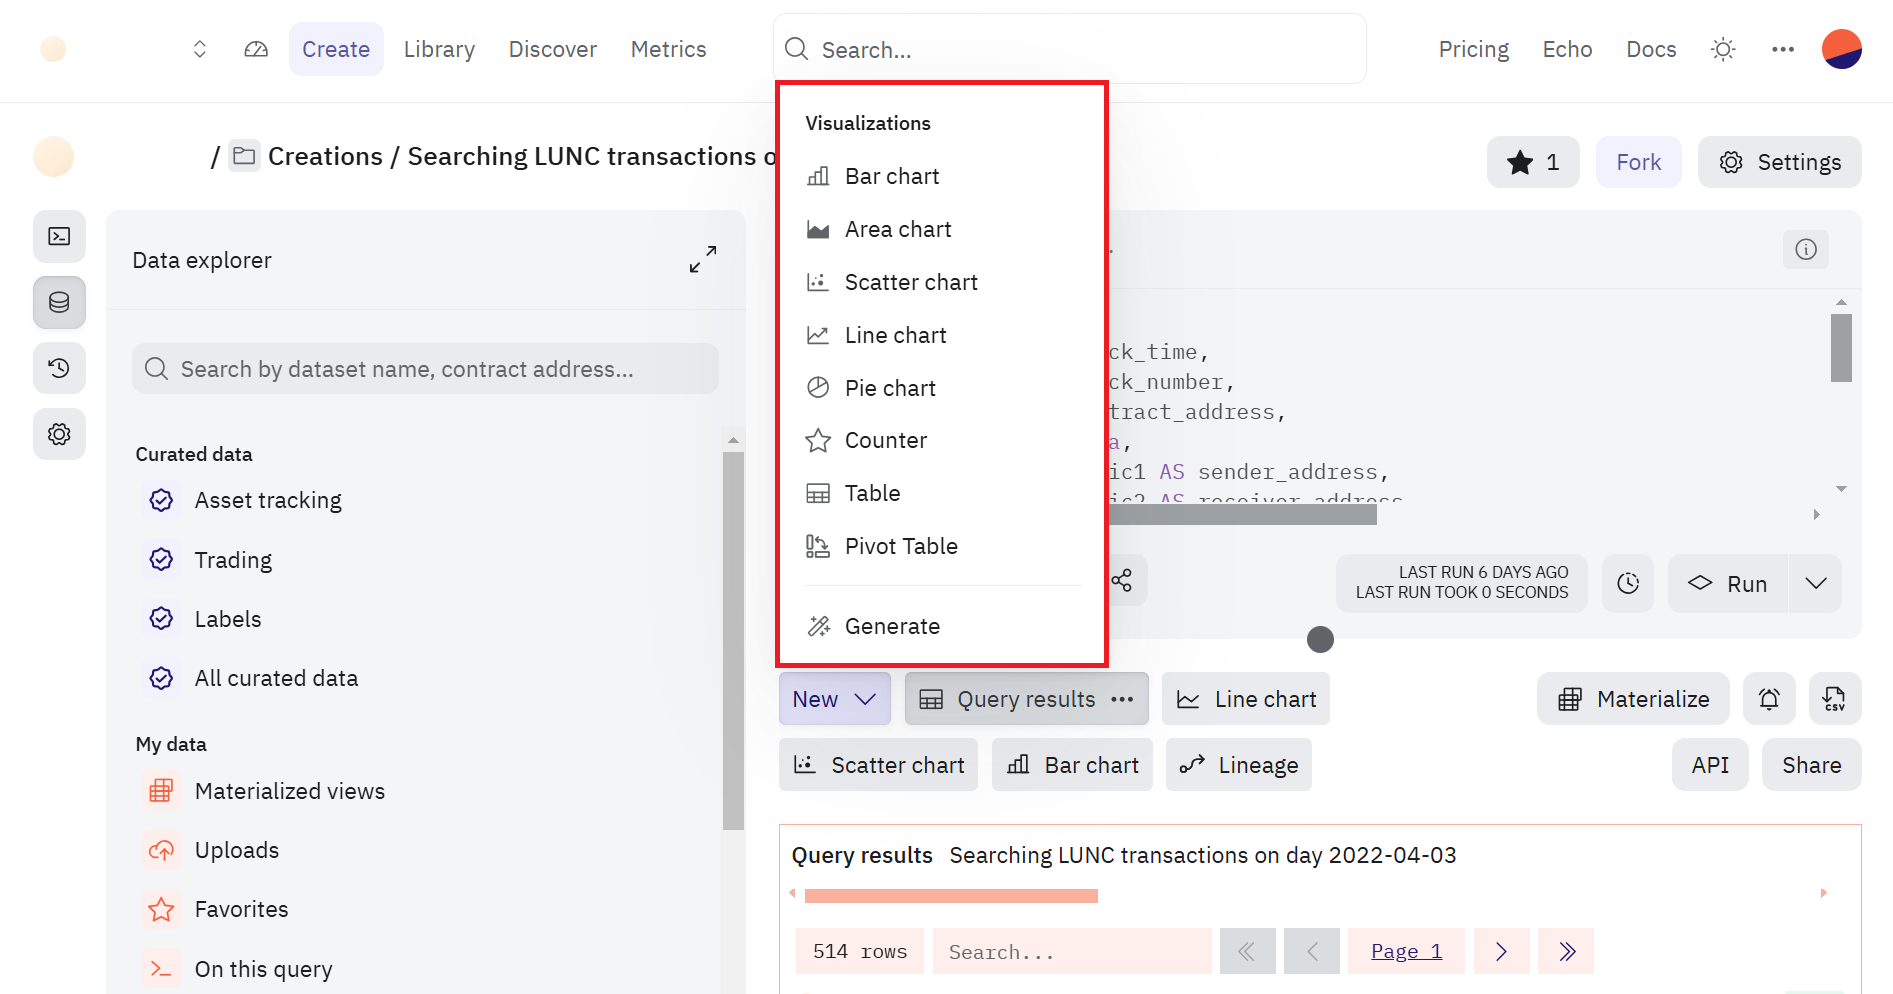 Create
Library
Discover
Metrics
Search...
Pricing
Echo
Docs
/ Creations / Searching LUNC transactions o
1
Fork
Settings
Data explorer
Search by dataset name, contract address...
Curated data
Asset tracking
Trading
Labels
All curated data
My data
Materialized views
Uploads
Favorites
On this query
Visualizations
Bar chart
Area chart
Scatter chart
Line chart
Pie chart
Counter
Table
Pivot Table
Generate
ck_time,
ck_number,
tract_address,
a,
ic1 AS sender_address,
ic2 AS receiver_address
LAST RUN 6 DAYS AGO
LAST RUN TOOK 0 SECONDS
Run
New
Query results
Line chart
Materialize
CSV
Scatter chart
Bar chart
Lineage
API
Share
Query results Searching LUNC transactions on day 2022-04-03
514 rows
Search...
Page 1